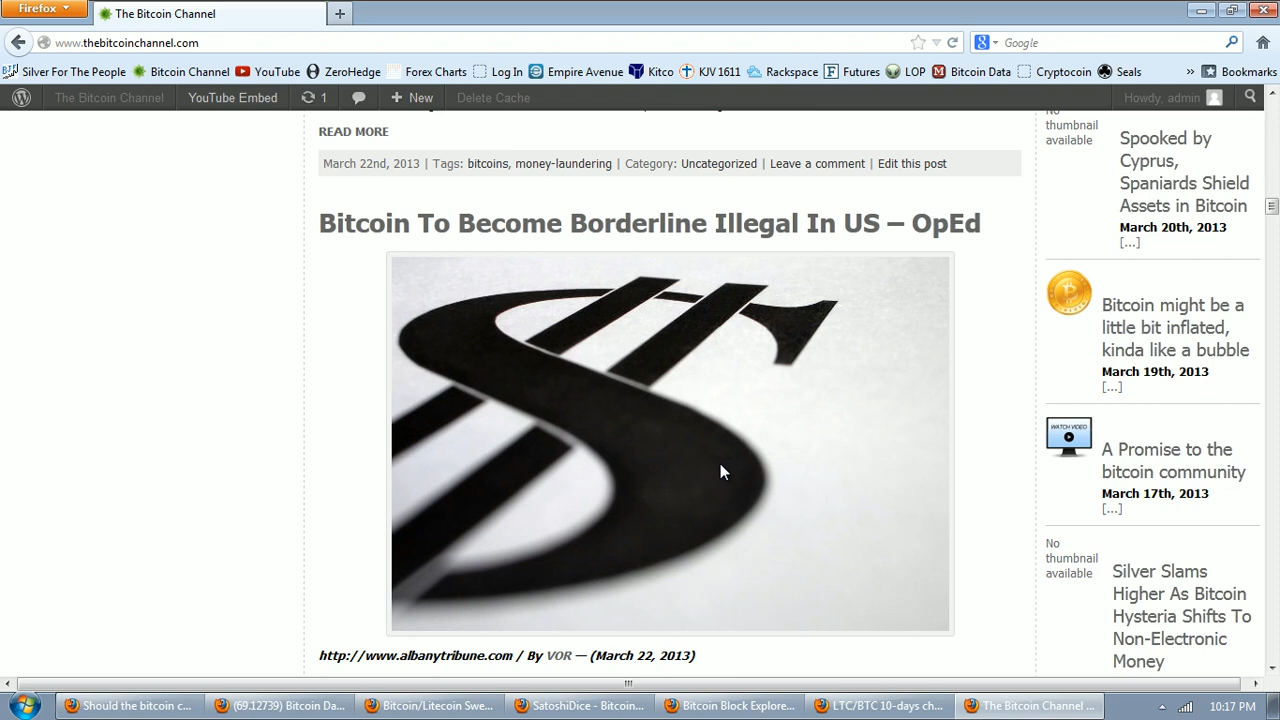 Firefox
The Bitcoin Channel
www.thebitcoinchannel.com
Google
Silver For The People Bitcoin Channel YouTube ZeroHedge Forex Charts Log In Empire Avenue Kitco KJV 1611 Rackspace Futures LOP Bitcoin Data Cryptocoin Seals » Bookmarks
The Bitcoin Channel YouTube Embed 1 + New Delete Cache Howdy, admin
READ MORE
March 22nd, 2013 | Tags: bitcoins, money-laundering | Category: Uncategorized | Leave a comment | Edit this post
Bitcoin To Become Borderline Illegal In US – OpEd
http://www.albanytribune.com / By VOR — (March 22, 2013)
No
thumbnail
available
Spooked by
Cyprus,
Spaniards Shield
Assets in Bitcoin
March 20th, 2013
[...]
Bitcoin might be a
little bit inflated,
kinda like a bubble
March 19th, 2013
[...]
WATCH VIDEO
A Promise to the
bitcoin community
March 17th, 2013
[...]
No
thumbnail
available
Silver Slams
Higher As Bitcoin
Hysteria Shifts To
Non-Electronic
Money
Should the bitcoin c... (69.12739) Bitcoin Da... Bitcoin/Litecoin Swe... SatoshiDice - Bitcoin... Bitcoin Block Explore... LTC/BTC 10-days ch... The Bitcoin Channel ... 10:17 PM